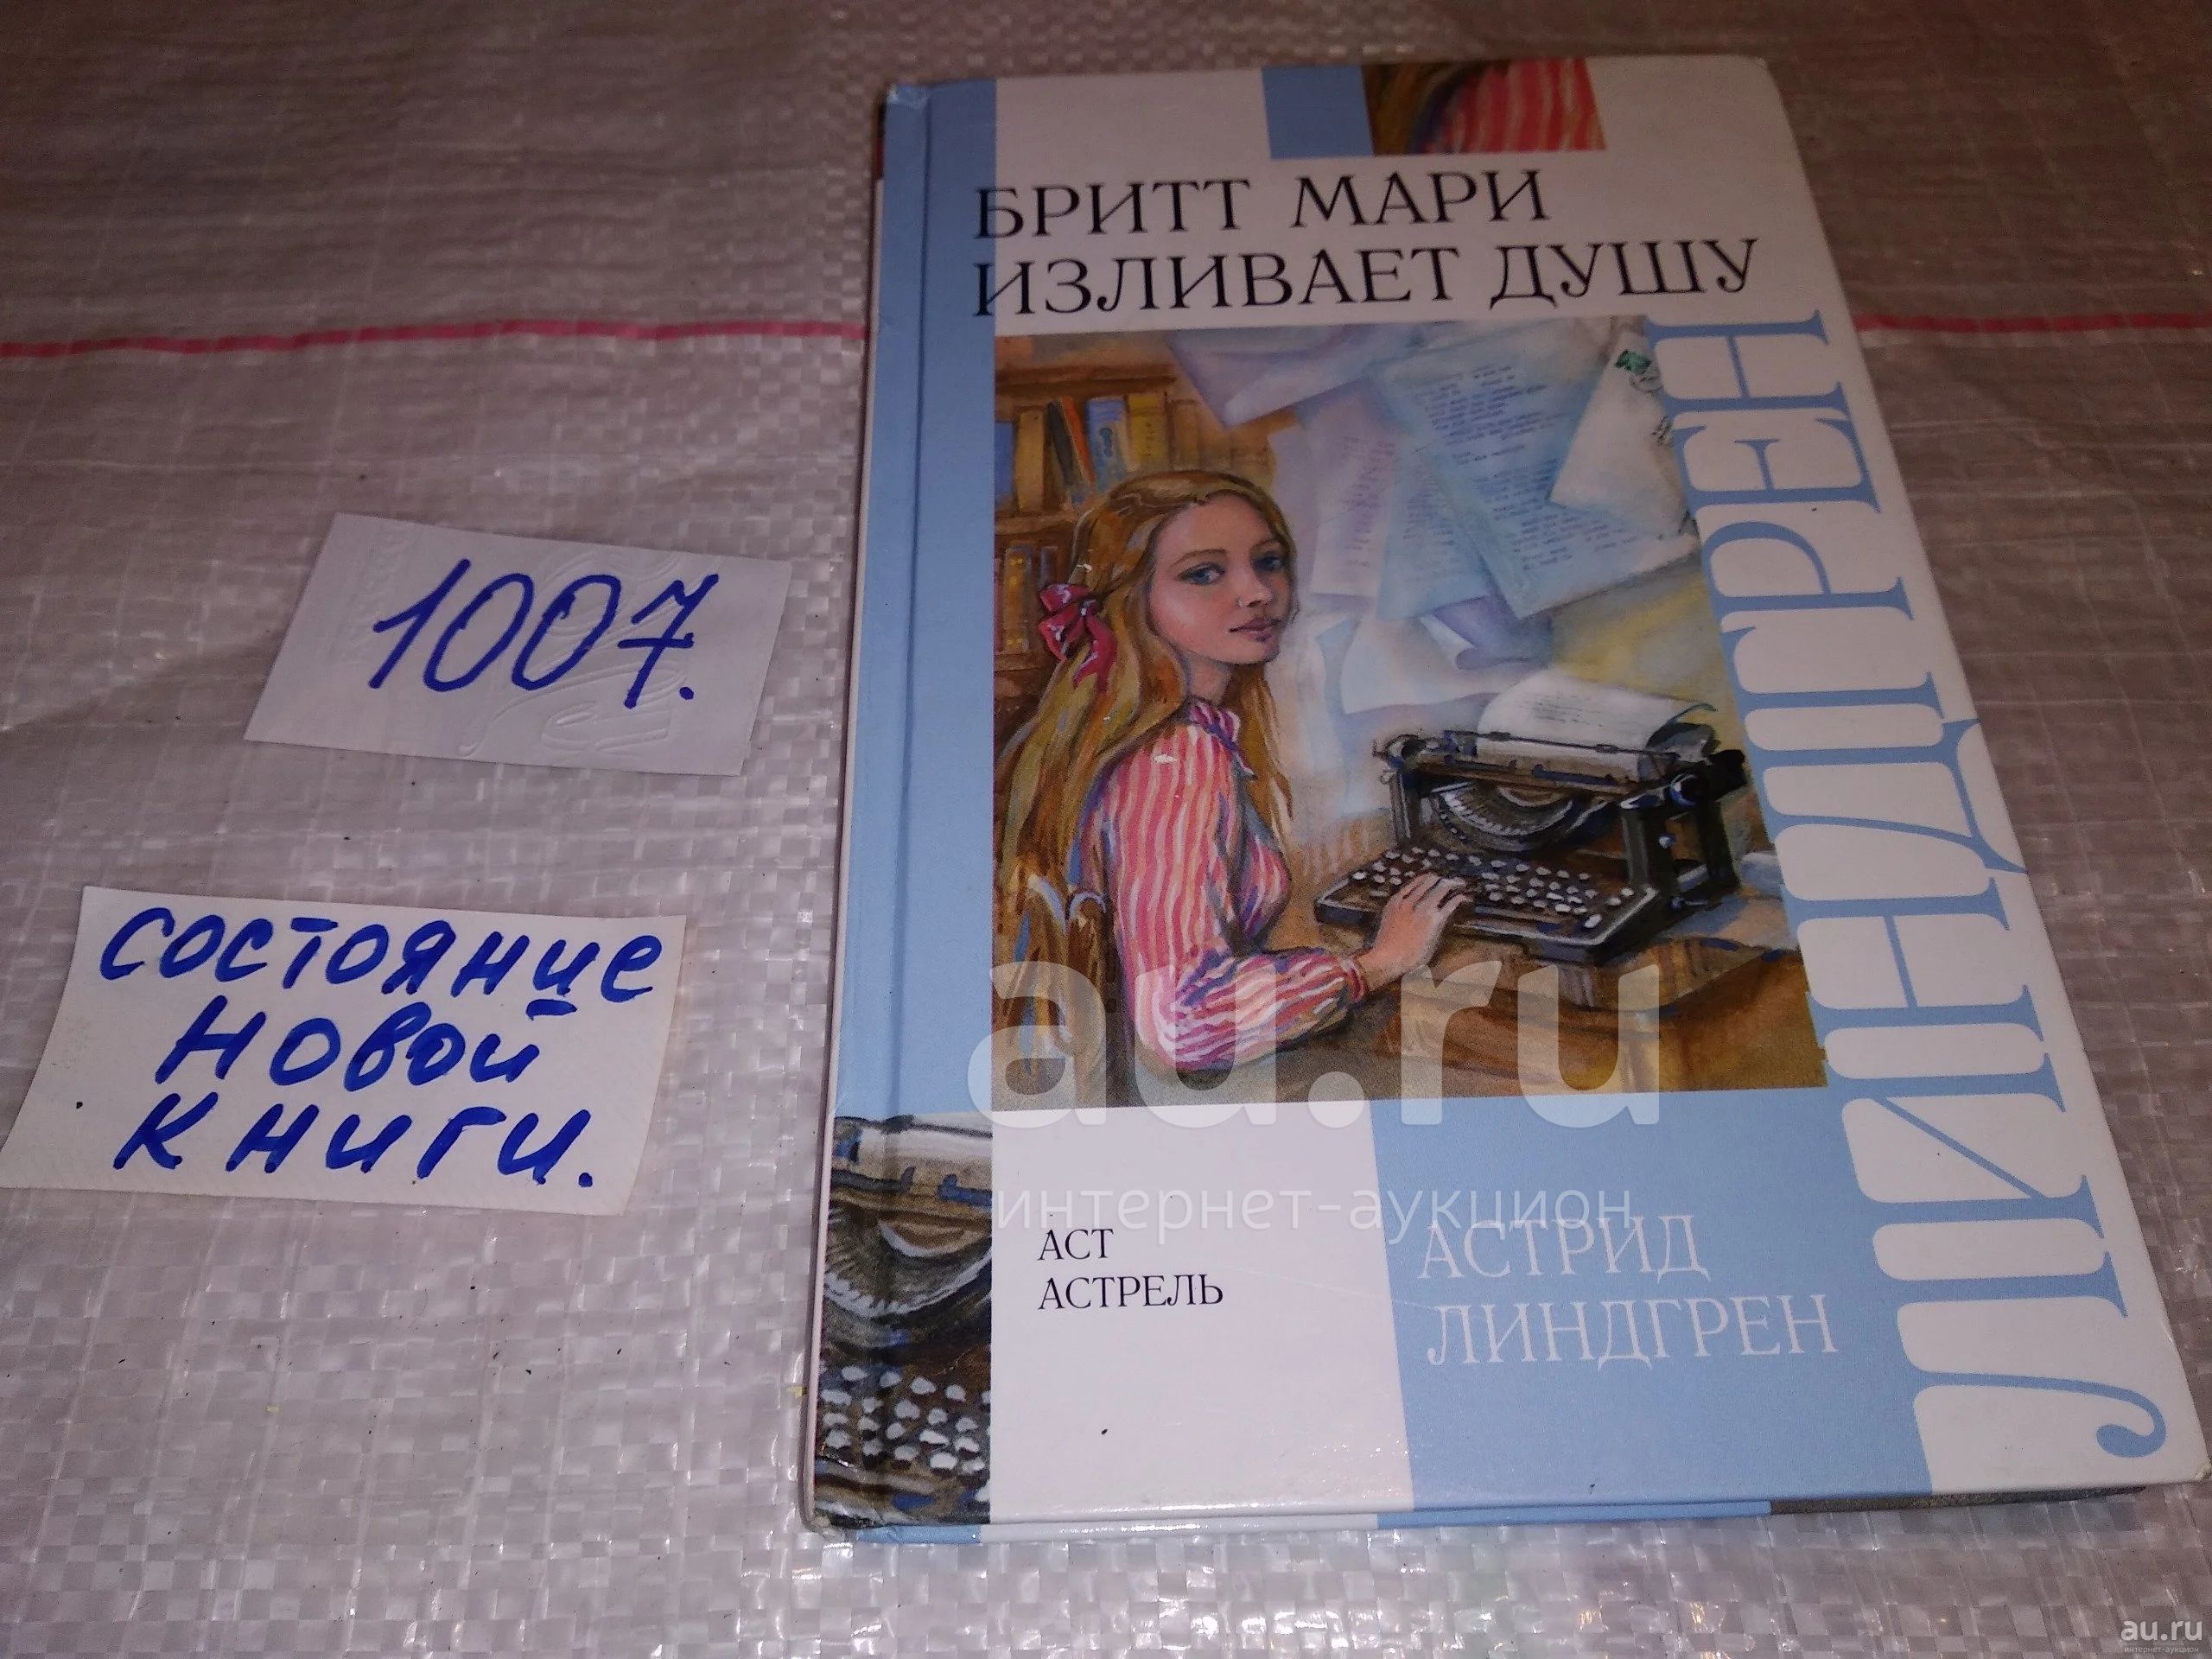 БРИТТ МАРИ
ИЗЛИВАЕТ ДУШУ
ЛИНДГРЕН
1007.
состояние
новой
книги.
au.ru
интернет-аукцион
АСТ
АСТРЕЛЬ
АСТРИД
ЛИНДГРЕН
au.ru
интернет-аукцион